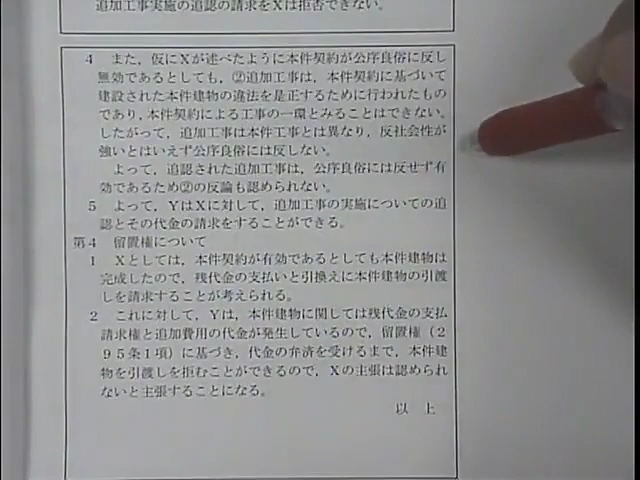 追加工事実施の追認の請求をXは拒否できない。
4 また，仮にXが述べたように本件契約が公序良俗に反し
無効であるとしても，②追加工事は，本件契約に基づいて
建設された本件建物の違法を是正するために行われたもの
であり，本件契約による工事の一環とみることはできない。
したがって，追加工事は本件工事とは異なり，反社会性が
強いとはいえず公序良俗には反しない。
よって，追認された追加工事は，公序良俗には反せず有
効であるため②の反論も認められない。
5 よって，YはXに対して，追加工事の実施についての追
認とその代金の請求をすることができる。
第4 留置権について
1 Xとしては，本件契約が有効であるとしても本件建物は
完成したので，残代金の支払いと引換えに本件建物の引渡
しを請求することが考えられる。
2 これに対して，Yは，本件建物に関しては残代金の支払
請求権と追加費用の代金が発生しているので，留置権（2
95条1項）に基づき，代金の弁済を受けるまで，本件建
物を引渡しを拒むことができるので，Xの主張は認められ
ないと主張することになる。
以 上